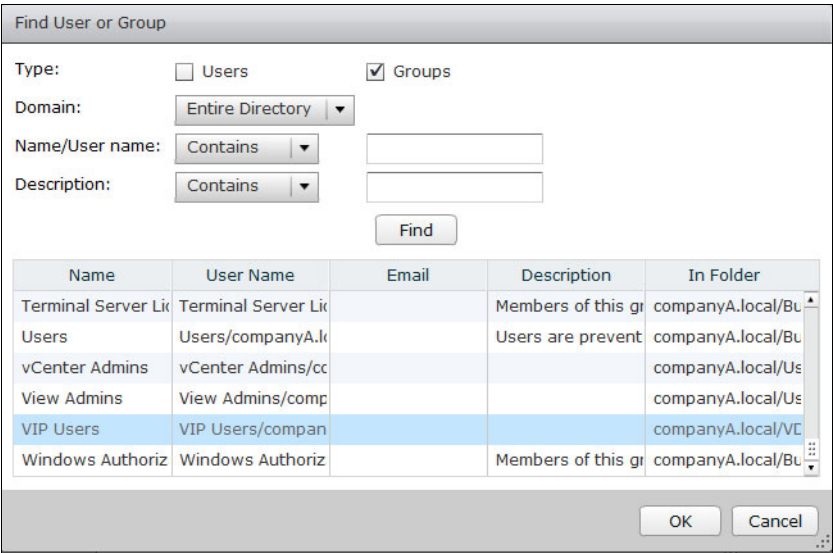 Find User or Group
Type: Users Groups
Domain: Entire Directory
Name/User name: Contains
Description: Contains
Find
Name User Name Email Description In Folder
Terminal Server Lic Terminal Server Lic Members of this gr companyA.local/Bu
Users Users/companyA.lo Users are prevent companyA.local/Bu
vCenter Admins vCenter Admins/co companyA.local/Us
View Admins View Admins/comp companyA.local/Us
VIP Users VIP Users/compan companyA.local/VD
Windows Authoriz Windows Authoriz Members of this gr companyA.local/Bu
OK Cancel